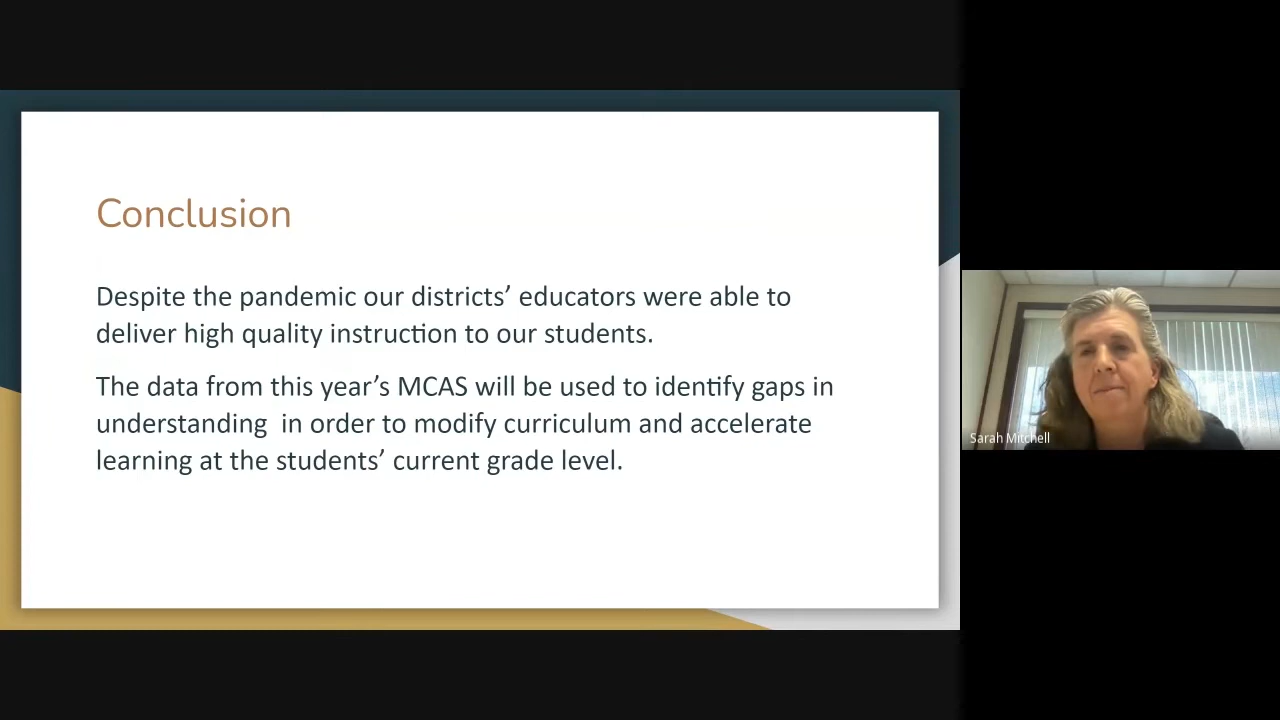 Conclusion
Despite the pandemic our districts’ educators were able to
deliver high quality instruction to our students.
The data from this year’s MCAS will be used to identify gaps in
understanding  in order to modify curriculum and accelerate
learning at the students’ current grade level.
Sarah Mitchell